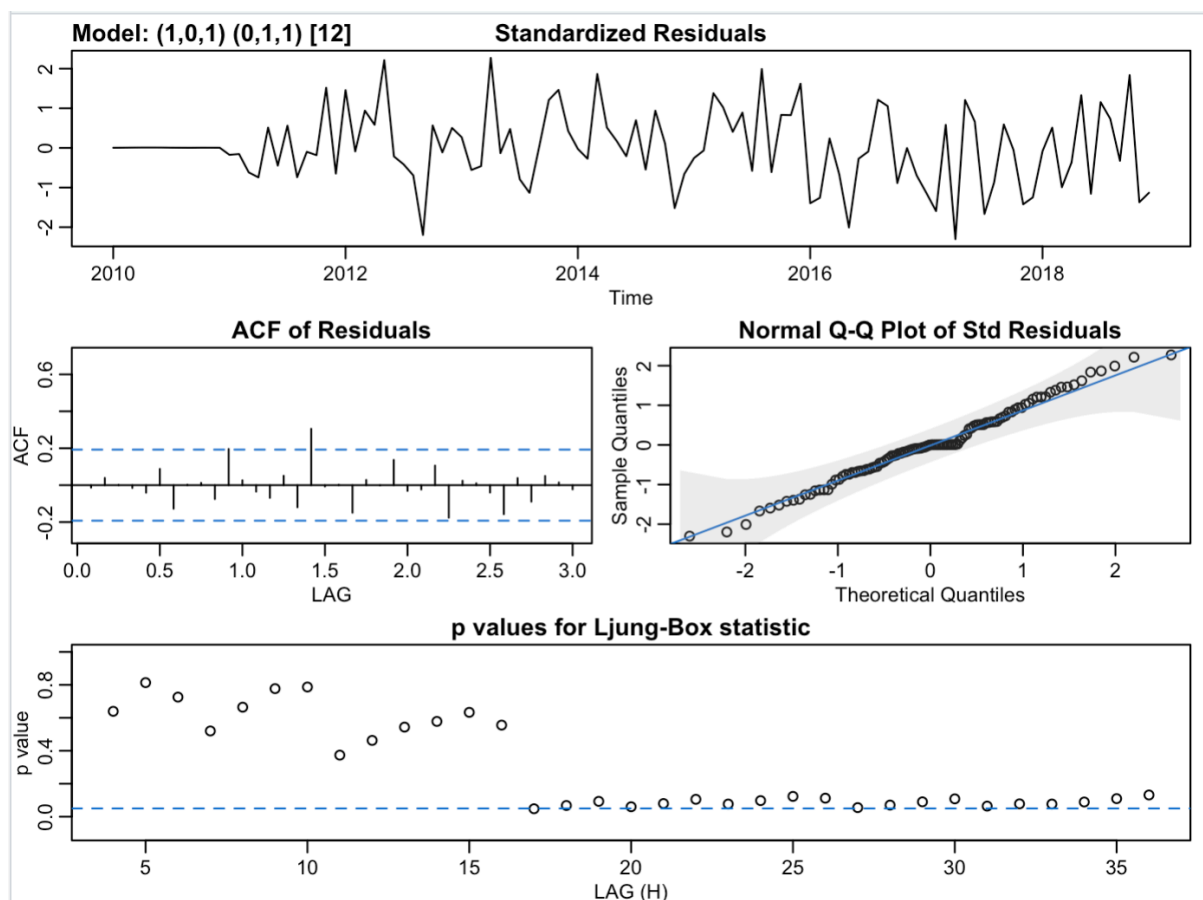 Model: (1,0,1) (0,1,1) [12] Standardized Residuals
2
1
0
-1
-2
2010 2012 2014 2016 2018
Time
ACF of Residuals
ACF
0.6
0.2
-0.2
0.0 0.5 1.0 1.5 2.0 2.5 3.0
LAG
Normal Q-Q Plot of Std Residuals
Sample Quantiles
2
1
0
-1
-2
-2 -1 0 1 2
Theoretical Quantiles
p values for Ljung-Box statistic
p value
0.8
0.4
0.0
5 10 15 20 25 30 35
LAG (H)